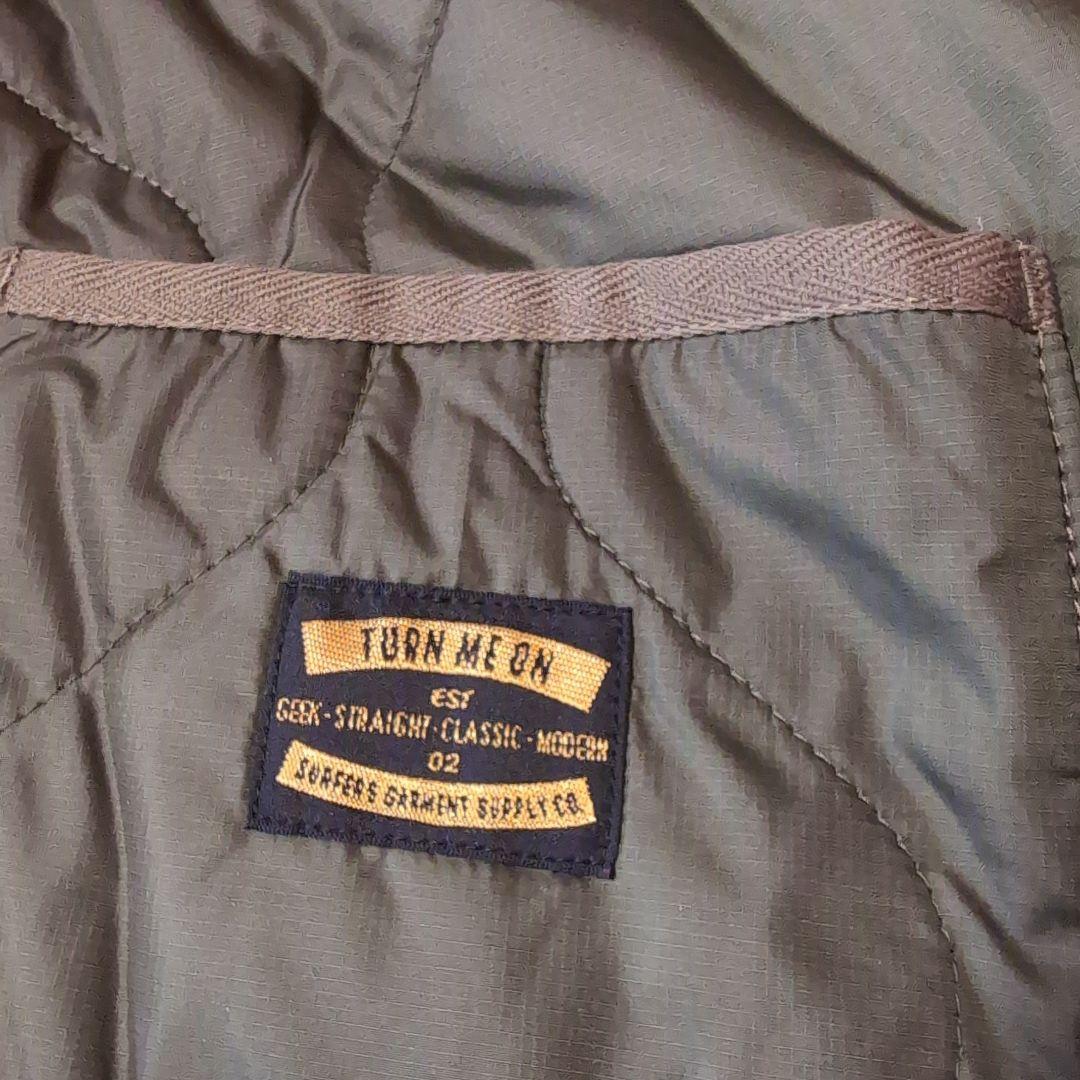 TURN ME ON
EST
GEEK - STRAIGHT - CLASSIC - MODERN
02
SURFERS GARMENT SUPPLY CO.